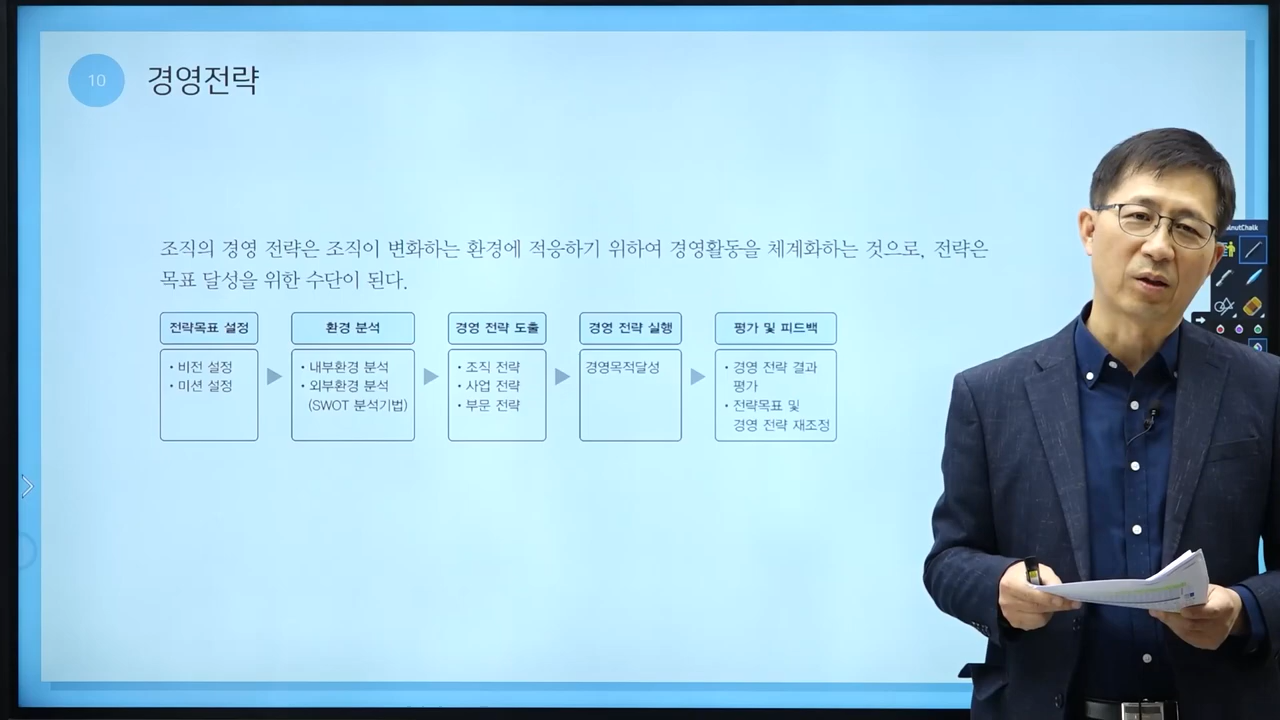 10
경영전략
조직의 경영 전략은 조직이 변화하는 환경에 적응하기 위하여 경영활동을 체계화하는 것으로, 전략은
목표 달성을 위한 수단이 된다.
전략목표 설정
• 비전 설정
• 미션 설정
환경 분석
• 내부환경 분석
• 외부환경 분석
(SWOT 분석기법)
경영 전략 도출
• 조직 전략
• 사업 전략
• 부문 전략
경영 전략 실행
경영목적달성
평가 및 피드백
• 경영 전략 결과
평가
• 전략목표 및
경영 전략 재조정